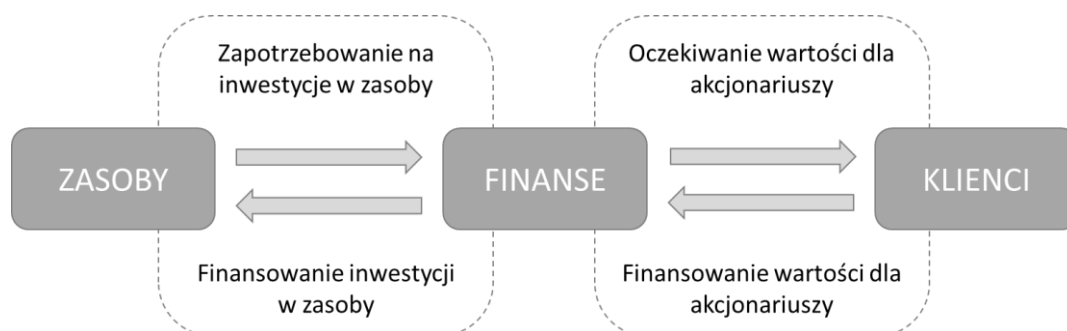 Zapotrzebowanie na
inwestycje w zasoby
Oczekiwanie wartości dla
akcjonariuszy
ZASOBY
FINANSE
KLIENCI
Finansowanie inwestycji
w zasoby
Finansowanie wartości dla
akcjonariuszy